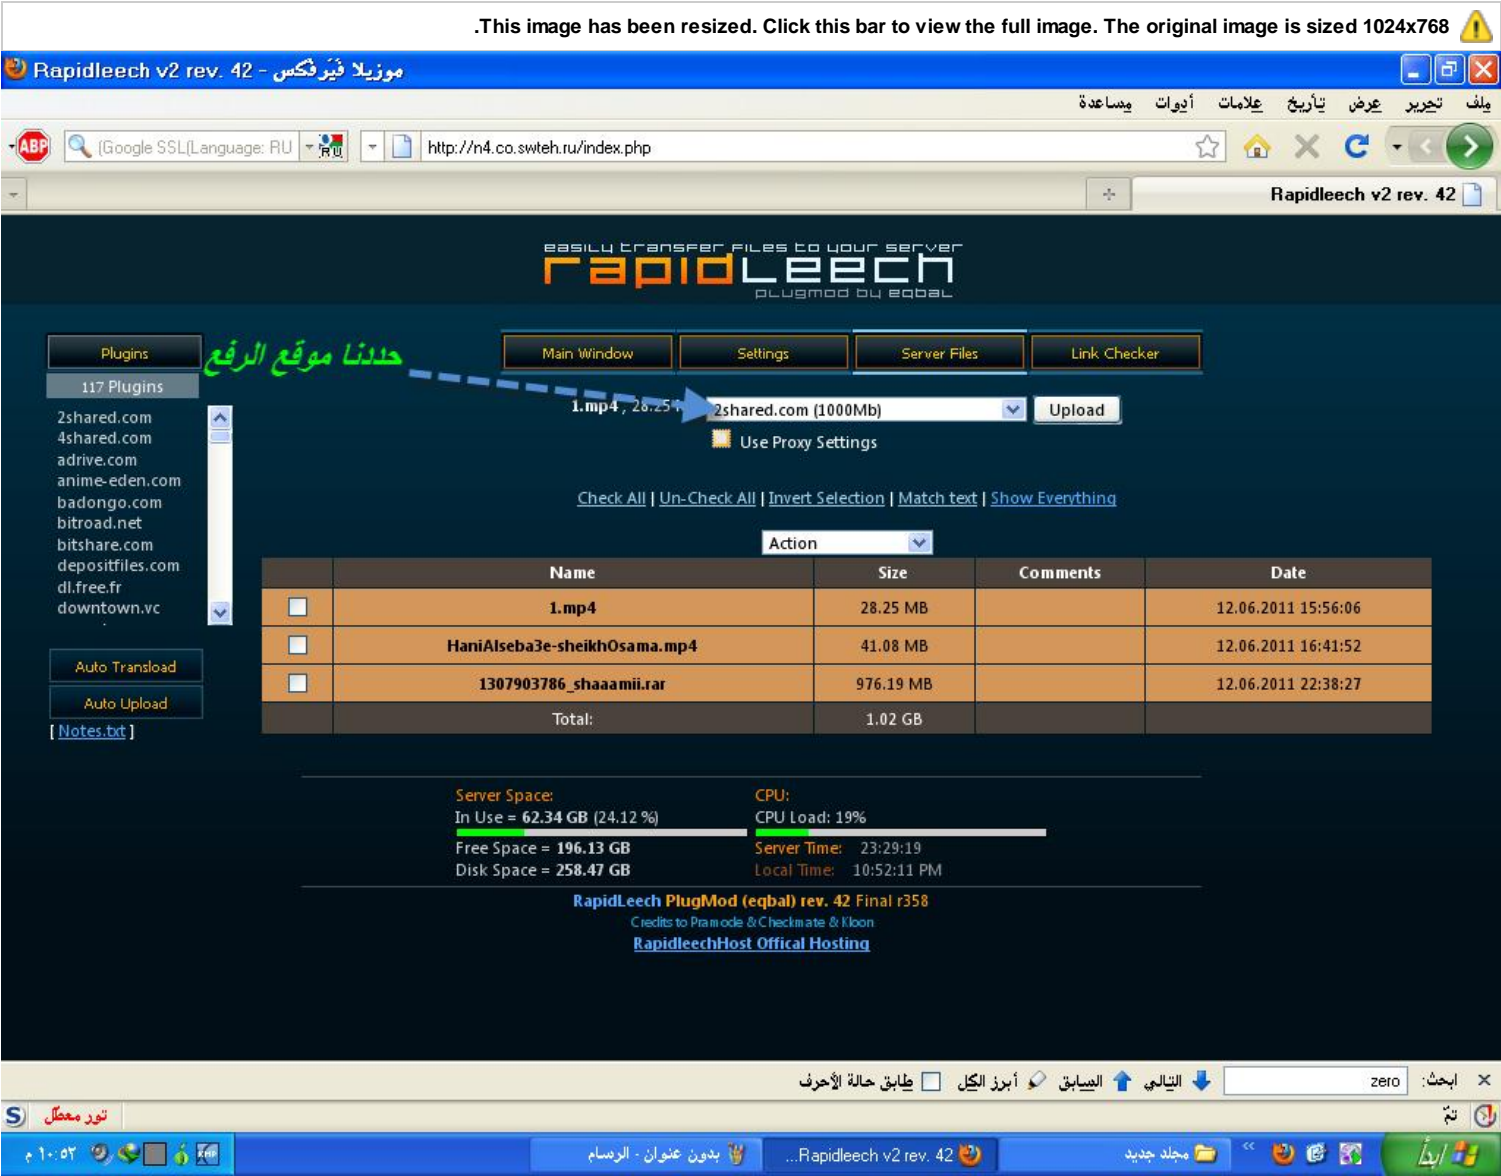 .This image has been resized. Click this bar to view the full image. The original image is sized 1024x768
Rapidleech v2 rev. 42 - موزيلا فَيَرفُكس
ملف تحرير عرض تأريخ علامات أدوات مساعدة
ABP (Google SSL(Language: RU RU http://n4.co.swteh.ru/index.php
Rapidleech v2 rev. 42
easily transfer files to your server
rapidleech
plugmod by eqbal
حددنا موقع الرفع
Plugins Main Window Settings Server Files Link Checker
117 Plugins
1.mp4 , 28.25 2shared.com (1000Mb) Upload
Use Proxy Settings
2shared.com
4shared.com
adrive.com
anime-eden.com
badongo.com
bitroad.net
bitshare.com
depositfiles.com
dl.free.fr
downtown.vc
Check All | Un-Check All | Invert Selection | Match text | Show Everything
Action
Name Size Comments Date
1.mp4 28.25 MB 12.06.2011 15:56:06
HaniAlseba3e-sheikhOsama.mp4 41.08 MB 12.06.2011 16:41:52
1307903786_shaaamii.rar 976.19 MB 12.06.2011 22:38:27
Total: 1.02 GB
Auto Transload
Auto Upload
[ Notes.txt ]
Server Space: CPU:
In Use = 62.34 GB (24.12 %) CPU Load: 19%
Free Space = 196.13 GB Server Time: 23:29:19
Disk Space = 258.47 GB Local Time: 10:52:11 PM
RapidLeech PlugMod (eqbal) rev. 42 Final r358
Credits to Pramode & Checkmate & Kloon
RapidleechHost Offical Hosting
ابحث: zero التالي السابق أبرز الكل طابق حالة الأحرف
تمّ تور معطّل
ابدأ مجلد جديد Rapidleech v2 rev. 42... بدون عنوان - الرسام ١٠:٥٢ م